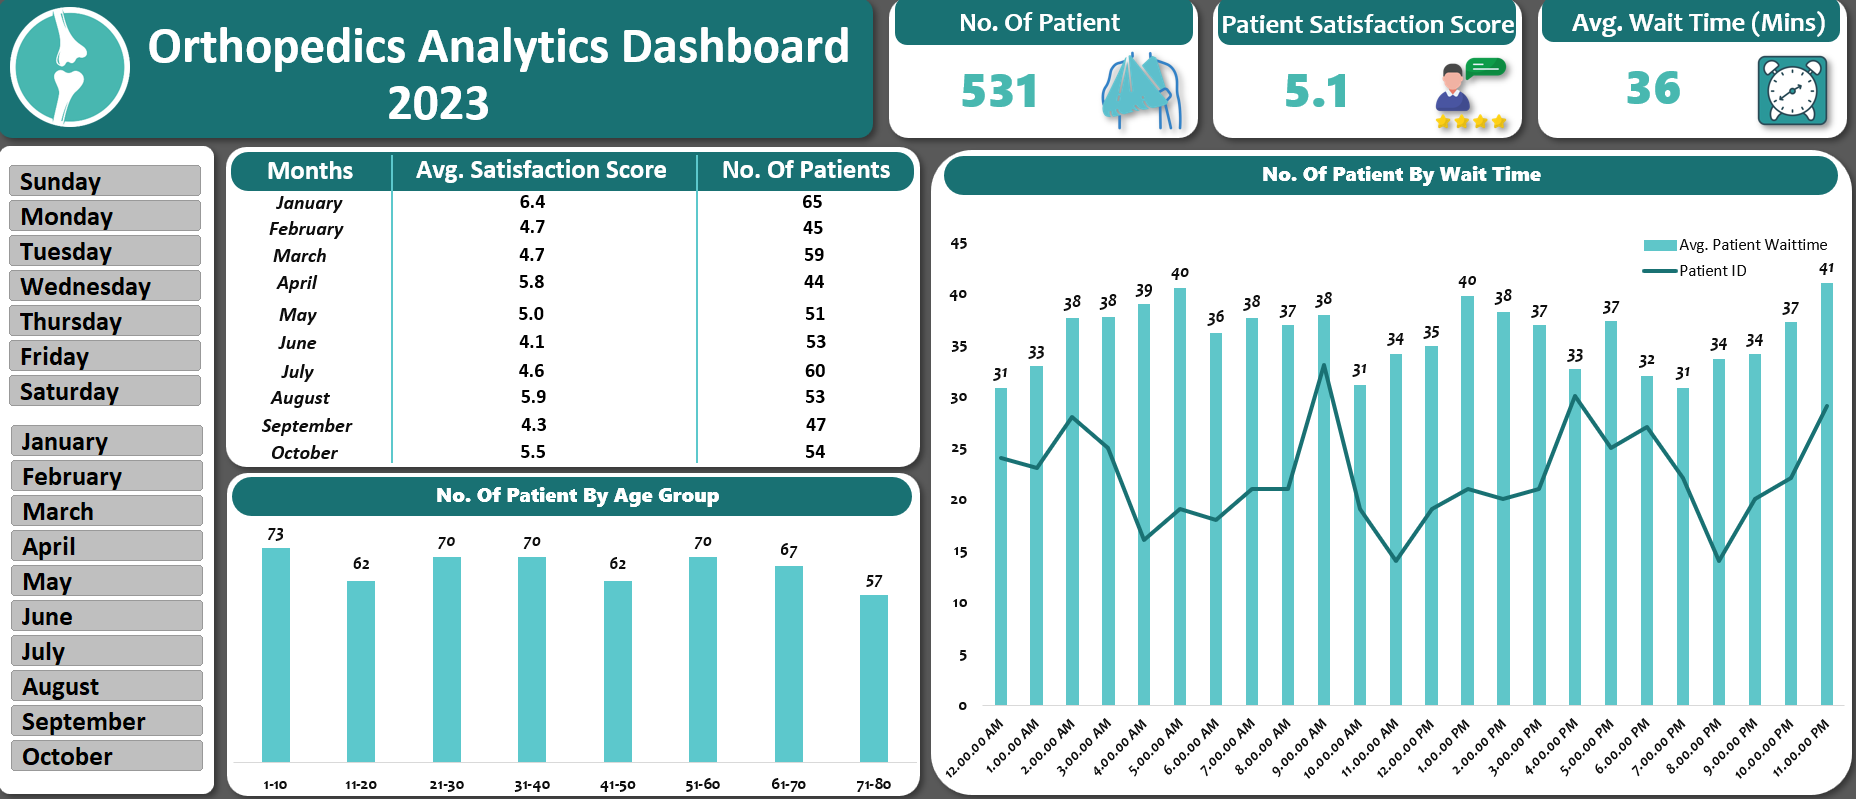 Orthopedics Analytics Dashboard
2023
No. Of Patient
531
Patient Satisfaction Score
5.1
Avg. Wait Time (Mins)
36
Sunday
Monday
Tuesday
Wednesday
Thursday
Friday
Saturday
January
February
March
April
May
June
July
August
September
October
Months Avg. Satisfaction Score No. Of Patients
January 6.4 65
February 4.7 45
March 4.7 59
April 5.8 44
May 5.0 51
June 4.1 53
July 4.6 60
August 5.9 53
September 4.3 47
October 5.5 54
No. Of Patient By Age Group
73 62 70 70 62 70 67 57
1-10 11-20 21-30 31-40 41-50 51-60 61-70 71-80
No. Of Patient By Wait Time
Avg. Patient Waittime
Patient ID
45
40
35
30
25
20
15
10
5
0
31 33 38 38 39 40 36 38 37 38 31 34 35 40 38 37 33 37 32 31 34 34 37 41
12.00.00 AM 1.00.00 AM 2.00.00 AM 3.00.00 AM 4.00.00 AM 5.00.00 AM 6.00.00 AM 7.00.00 AM 8.00.00 AM 9.00.00 AM 10.00.00 AM 11.00.00 AM 12.00.00 PM 1.00.00 PM 2.00.00 PM 3.00.00 PM 4.00.00 PM 5.00.00 PM 6.00.00 PM 7.00.00 PM 8.00.00 PM 9.00.00 PM 10.00.00 PM 11.00.00 PM